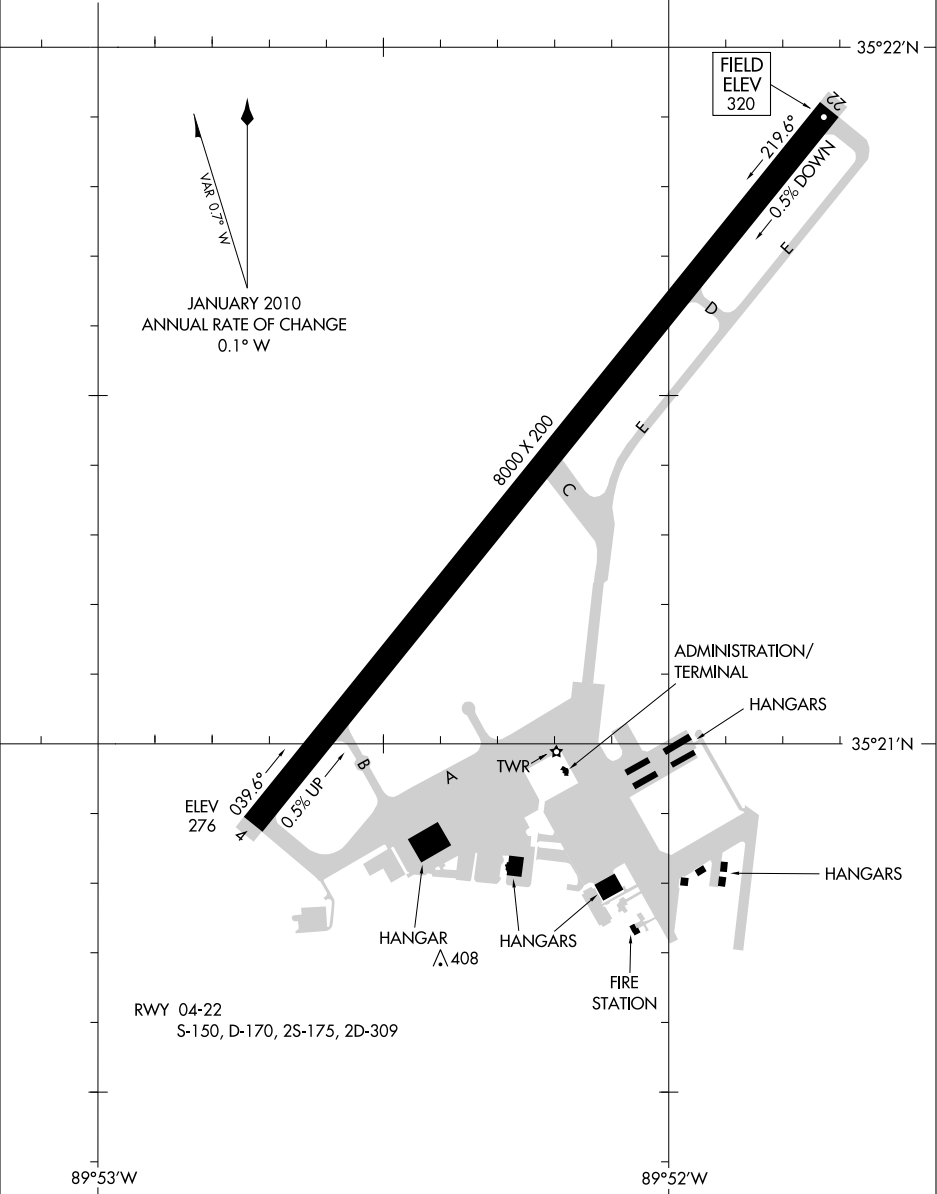 35°22'N
FIELD
ELEV
320
22
219.6°
0.5% DOWN
VAR 0.7° W
E
JANUARY 2010
ANNUAL RATE OF CHANGE
0.1° W
D
E
8000 X 200
C
ADMINISTRATION/
TERMINAL
HANGARS
35°21'N
TWR
B
A
039.6°
0.5% UP
ELEV
276
4
HANGARS
HANGAR
HANGARS
408
FIRE
STATION
RWY 04-22
S-150, D-170, 2S-175, 2D-309
89°53'W
89°52'W